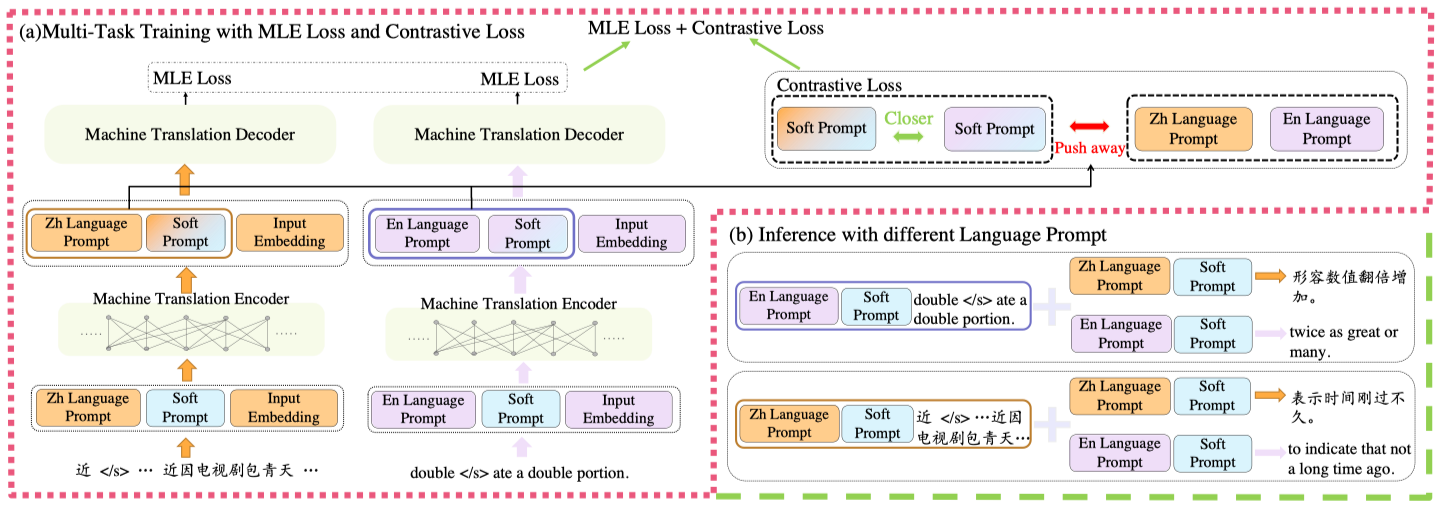 (a)Multi-Task Training with MLE Loss and Contrastive Loss
MLE Loss + Contrastive Loss
MLE Loss
MLE Loss
Machine Translation Decoder
Machine Translation Decoder
Contrastive Loss
Soft Prompt
Closer
Soft Prompt
Push away
Zh Language
Prompt
En Language
Prompt
Zh Language
Prompt
Soft
Prompt
Input
Embedding
En Language
Prompt
Soft
Prompt
Input
Embedding
Machine Translation Encoder
Machine Translation Encoder
.....
.....
.....
.....
Zh Language
Prompt
Soft
Prompt
Input
Embedding
En Language
Prompt
Soft
Prompt
Input
Embedding
近 </s> … 近因电视剧包青天 …
double </s> ate a double portion.
(b) Inference with different Language Prompt
En Language
Prompt
Soft
Prompt
double </s> ate a
double portion.
Zh Language
Prompt
Soft
Prompt
形容数值翻倍增
加。
En Language
Prompt
Soft
Prompt
twice as great or
many.
Zh Language
Prompt
Soft
Prompt
近 </s> …近因
电视剧包青天…
Zh Language
Prompt
Soft
Prompt
表示时间刚过不
久。
En Language
Prompt
Soft
Prompt
to indicate that not
a long time ago.